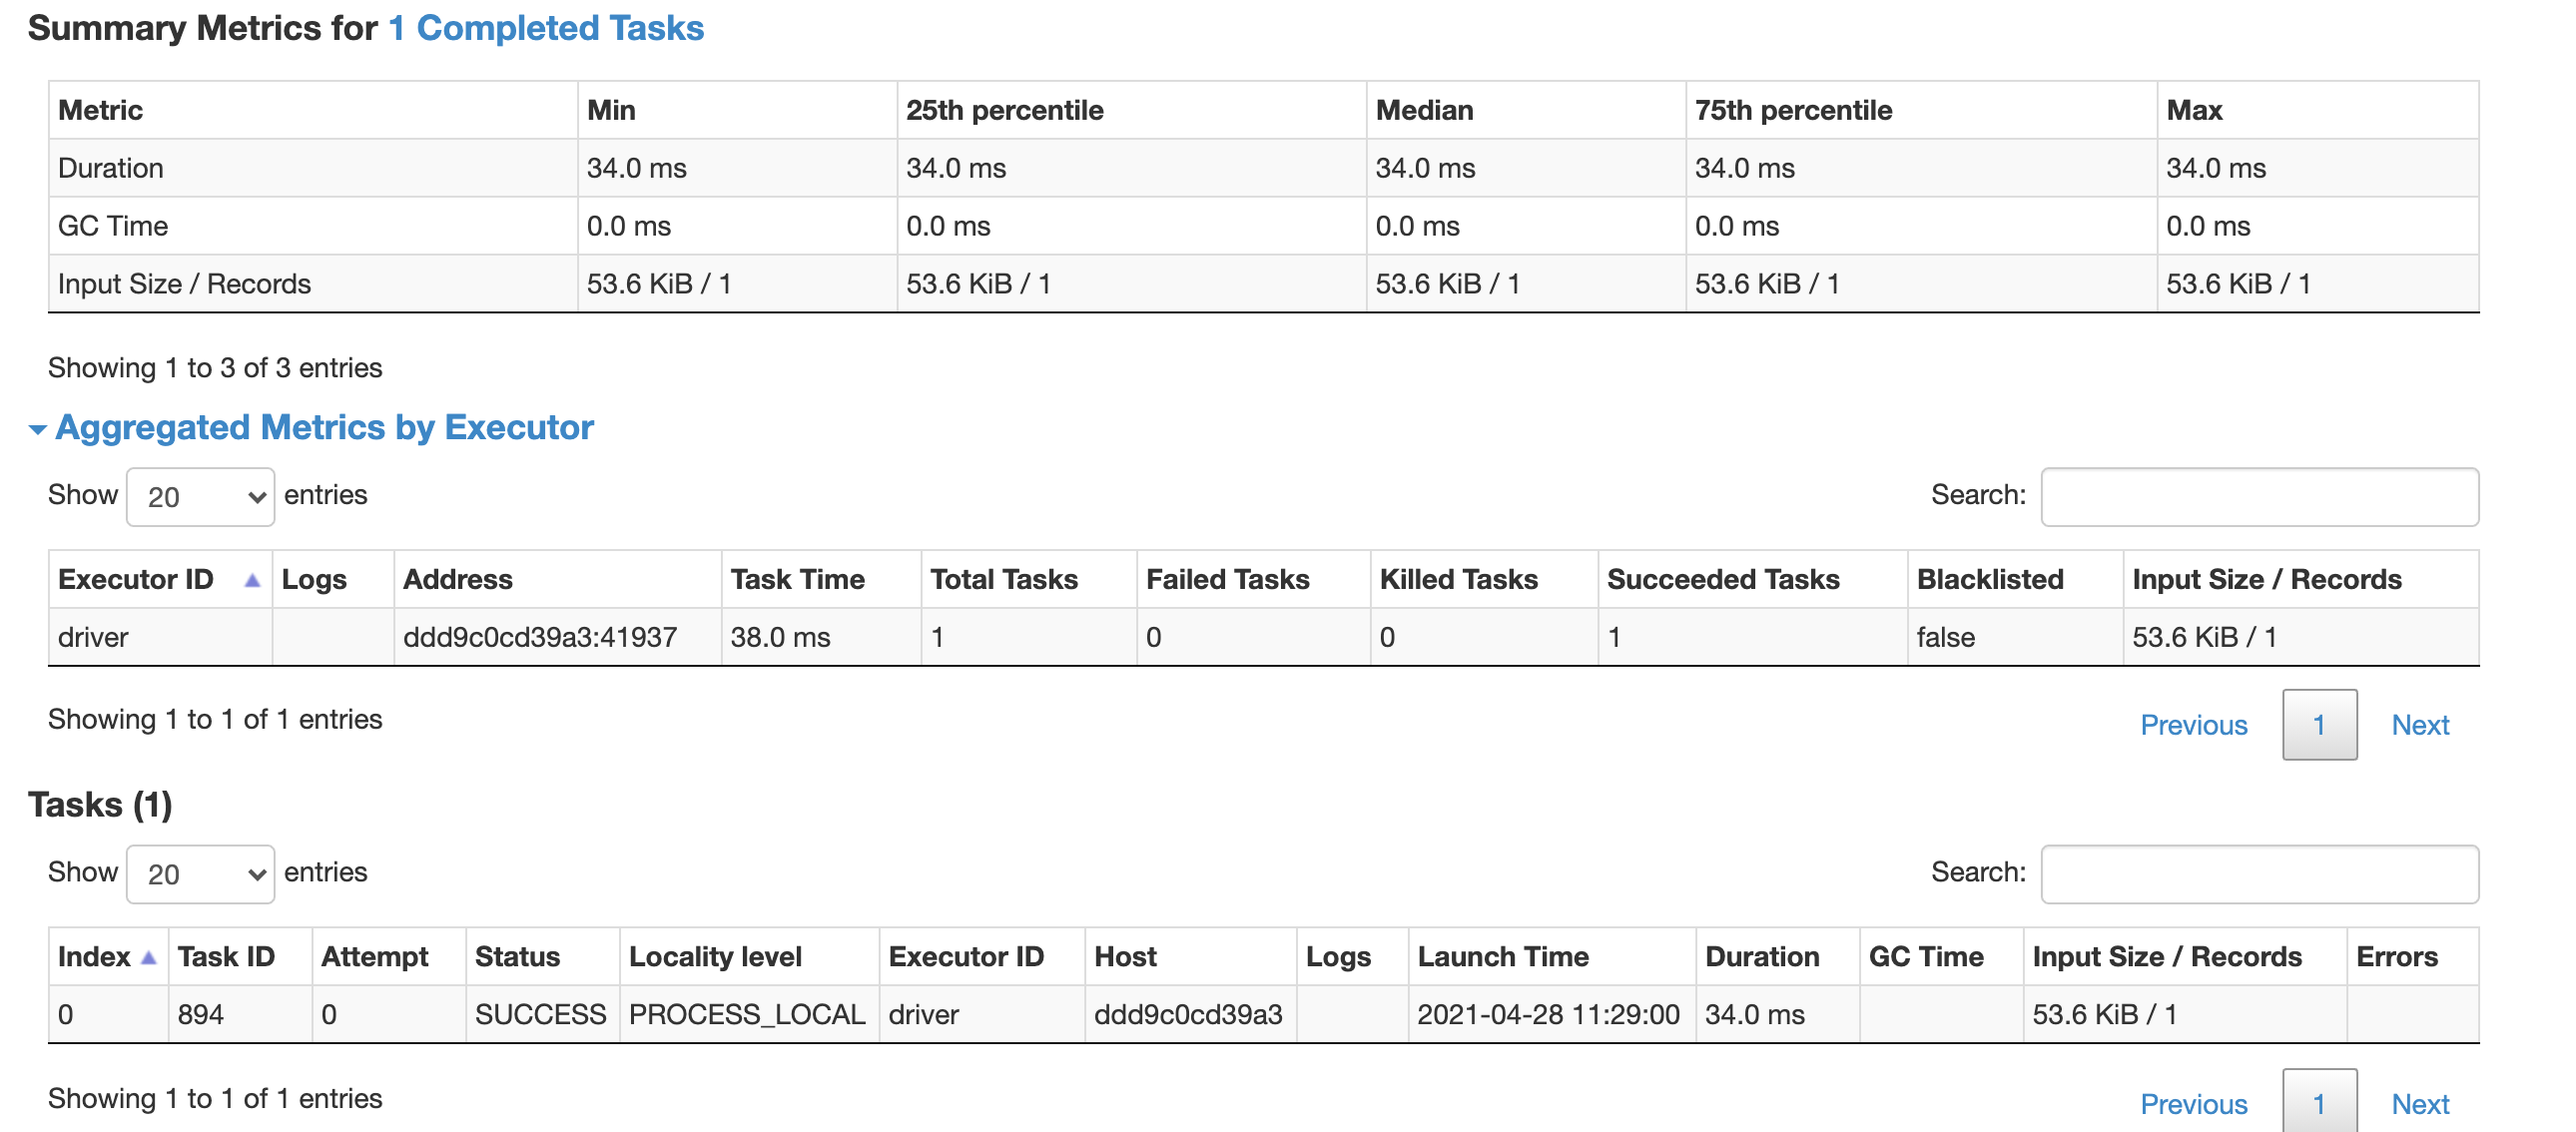 Summary Metrics for 1 Completed Tasks
Metric Min 25th percentile Median 75th percentile Max
Duration 34.0 ms 34.0 ms 34.0 ms 34.0 ms 34.0 ms
GC Time 0.0 ms 0.0 ms 0.0 ms 0.0 ms 0.0 ms
Input Size / Records 53.6 KiB / 1 53.6 KiB / 1 53.6 KiB / 1 53.6 KiB / 1 53.6 KiB / 1
Showing 1 to 3 of 3 entries
Aggregated Metrics by Executor
Show 20 entries Search:
Executor ID Logs Address Task Time Total Tasks Failed Tasks Killed Tasks Succeeded Tasks Blacklisted Input Size / Records
driver ddd9c0cd39a3:41937 38.0 ms 1 0 0 1 false 53.6 KiB / 1
Showing 1 to 1 of 1 entries Previous 1 Next
Tasks (1)
Show 20 entries Search:
Index Task ID Attempt Status Locality level Executor ID Host Logs Launch Time Duration GC Time Input Size / Records Errors
0 894 0 SUCCESS PROCESS_LOCAL driver ddd9c0cd39a3 2021-04-28 11:29:00 34.0 ms 53.6 KiB / 1
Showing 1 to 1 of 1 entries Previous 1 Next